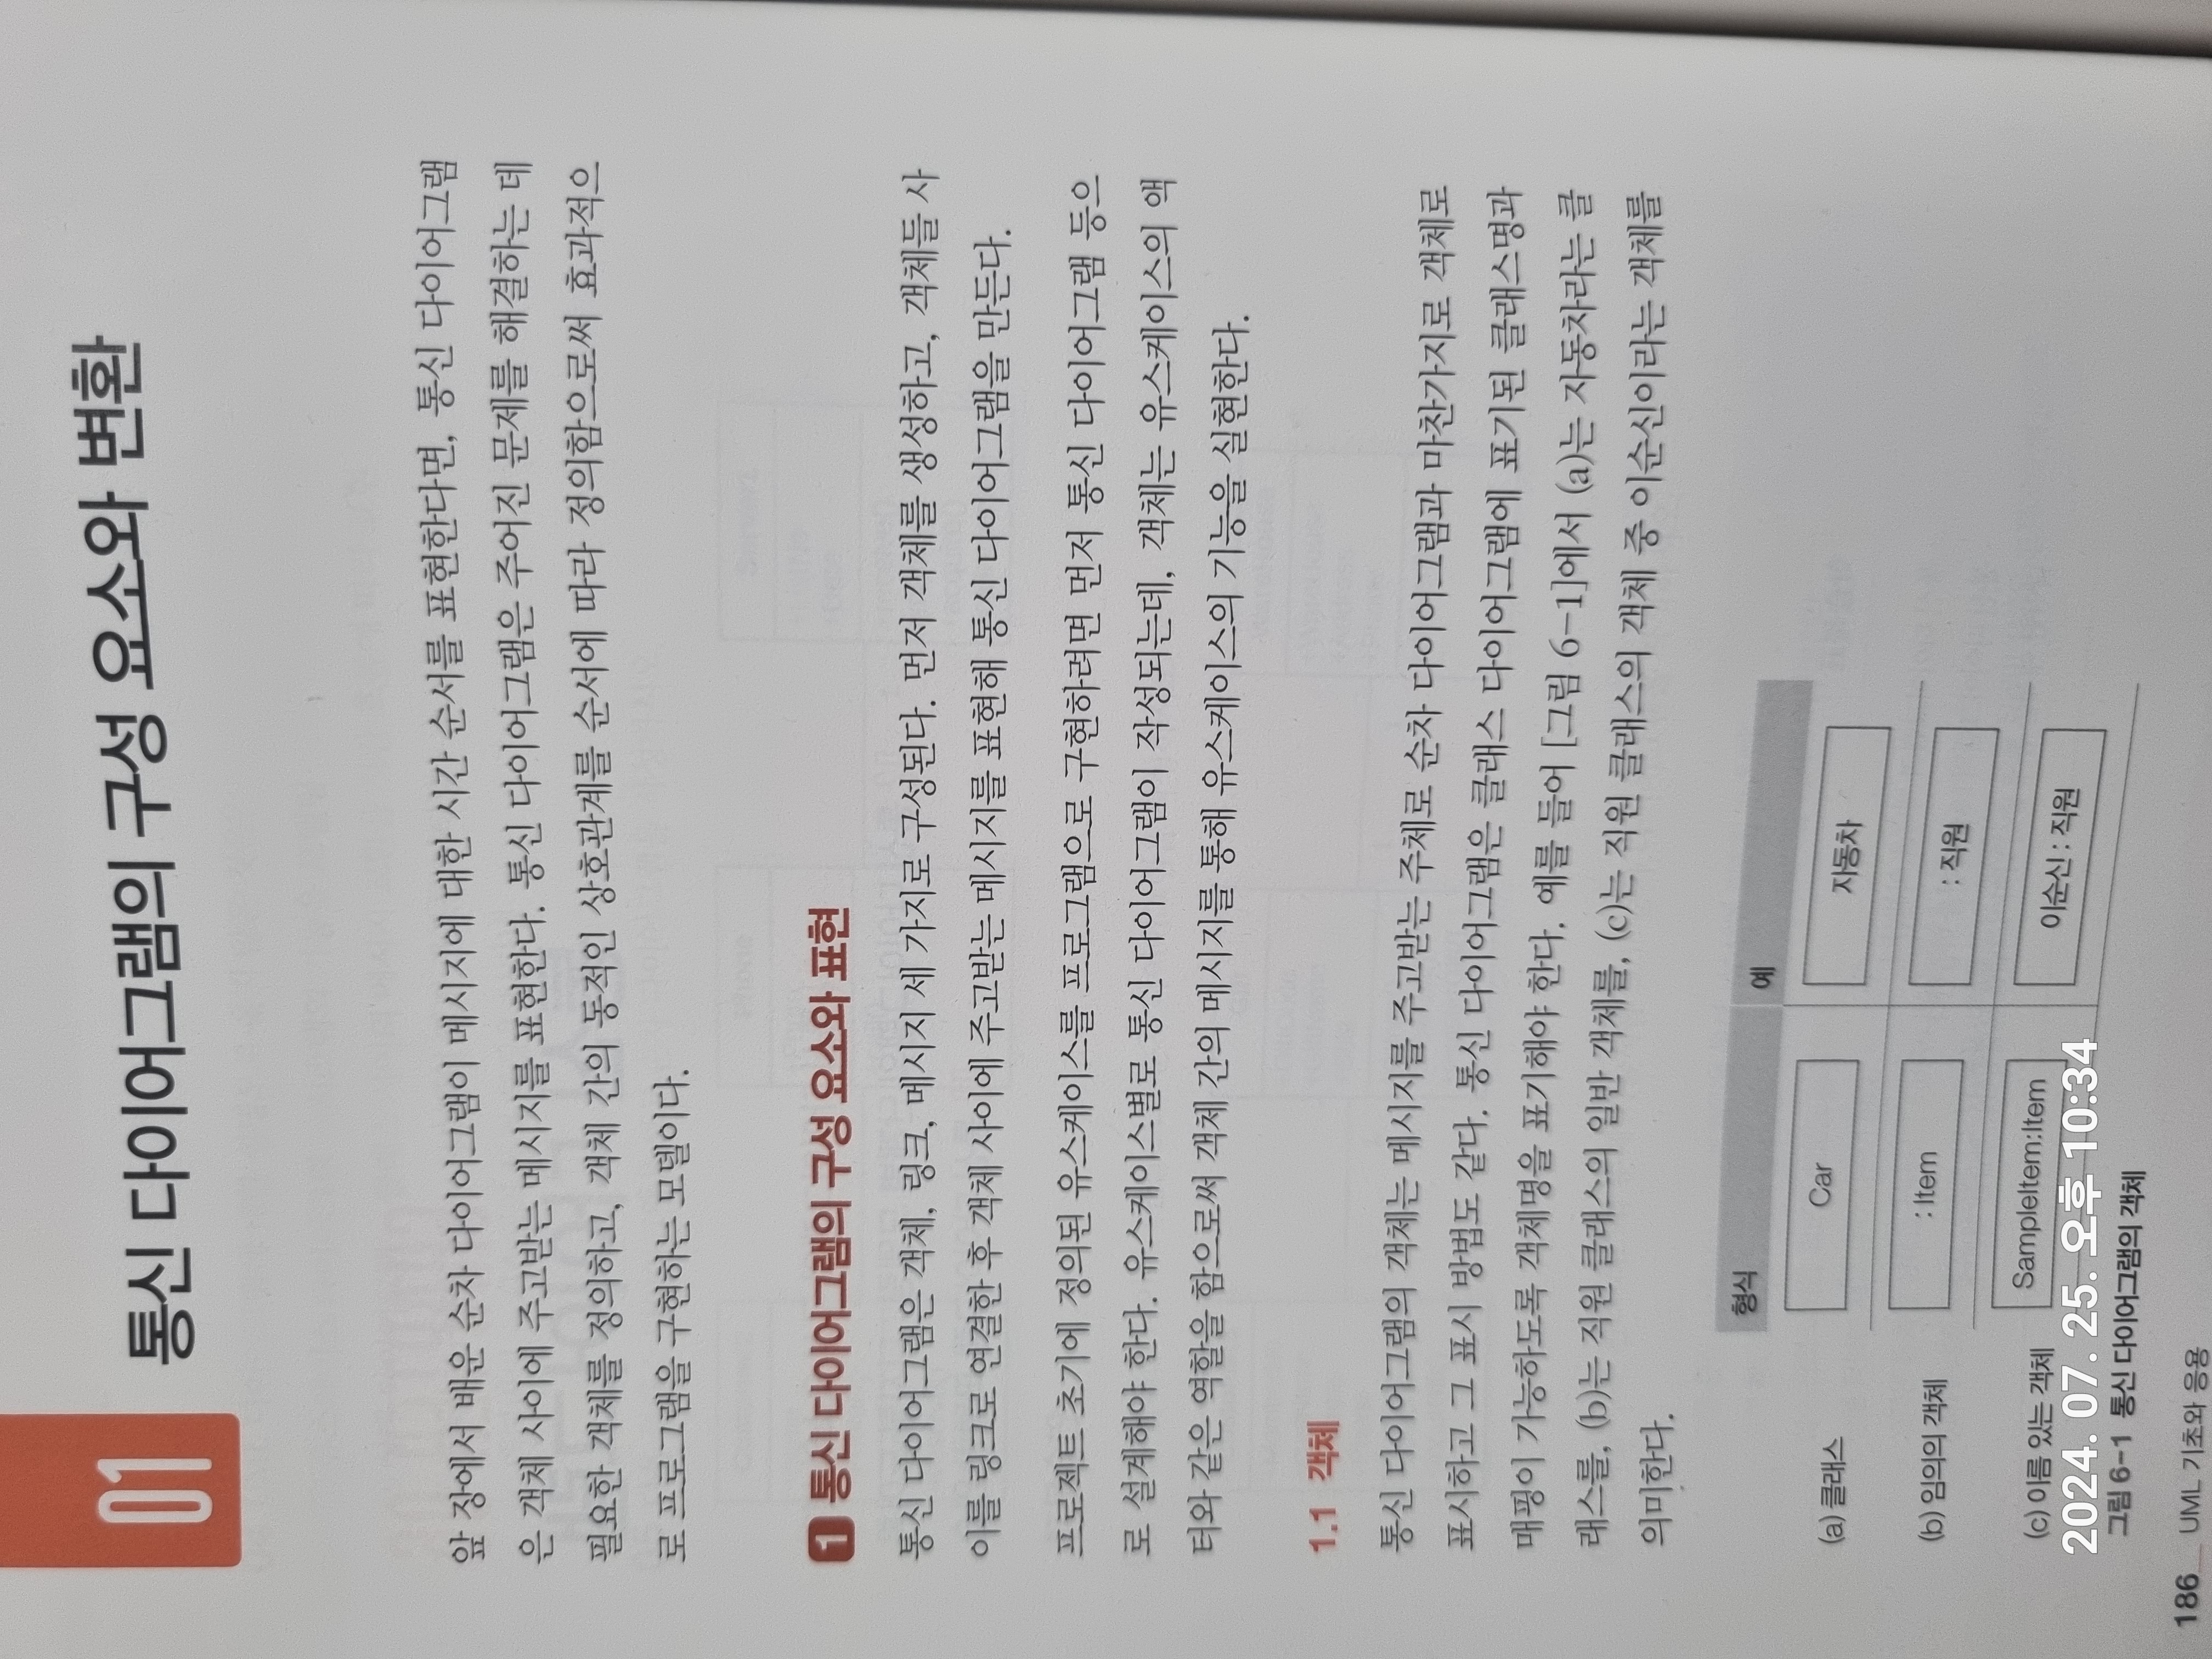 01
통신 다이어그램의 구성 요소와 변환
앞 장에서 배운 순차 다이어그램이 메시지에 대한 시간 순서를 표현한다면, 통신 다이어그램
은 객체 사이에 주고받는 메시지를 표현한다. 통신 다이어그램은 주어진 문제를 해결하는 데
필요한 객체를 정의하고, 객체 간의 동적인 상호관계를 순서에 따라 정의함으로써 효과적으
로 프로그램을 구현하는 모델이다.
1 통신 다이어그램의 구성 요소와 표현
통신 다이어그램은 객체, 링크, 메시지 세 가지로 구성된다. 먼저 객체를 생성하고, 객체들 사
이를 링크로 연결한 후 객체 사이에 주고받는 메시지를 표현해 통신 다이어그램을 만든다.
프로젝트 초기에 정의된 유스케이스를 프로그램으로 구현하려면 먼저 통신 다이어그램 등으
로 설계해야 한다. 유스케이스별로 통신 다이어그램이 작성되는데, 객체는 유스케이스의 액
터와 같은 역할을 함으로써 객체 간의 메시지를 통해 유스케이스의 기능을 실현한다.
1.1 객체
통신 다이어그램의 객체는 메시지를 주고받는 주체로 순차 다이어그램과 마찬가지로 객체로
표시하고 그 표시 방법도 같다. 통신 다이어그램은 클래스 다이어그램에 표기된 클래스명과
매핑이 가능하도록 객체명을 표기해야 한다. 예를 들어 [그림 6-1]에서 (a)는 자동차라는 클
래스를, (b)는 직원 클래스의 일반 객체를, (c)는 직원 클래스의 객체 중 이순신이라는 객체를
의미한다.
형식 예
(a) 클래스 Car 자동차
(b) 임의의 객체 : Item : 직원
(c) 이름 있는 객체 SampleItem:Item 이순신 : 직원
2024. 07. 25. 오후 10:34
그림 6-1 통신 다이어그램의 객체
186 UML 기초와 응용